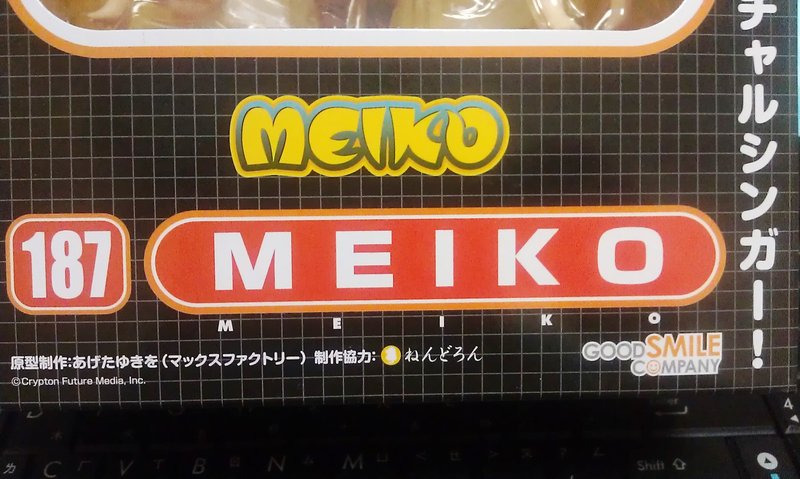 チャルシンガー!
MEIKO
187
MEIKO
MEIKO
原型制作:あげたゆきを(マックスファクトリー) 制作協力: ねんどろん
©Crypton Future Media, Inc.
GOOD SMILE
COMPANY
C ㄏ V ㄒ B ㄖ N ㄙ M ㄩ ㄝ ㄡ ㄥ Shift